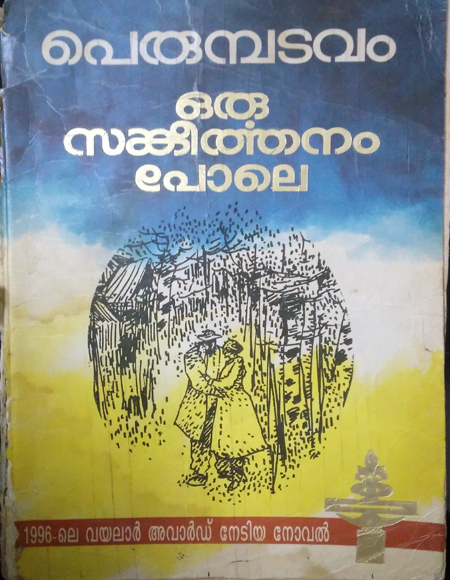 പെരുമ്പടവം
ഒരു
സങ്കീർത്തനം
പോലെ
1996-ലെ വയലാർ അവാർഡ് നേടിയ നോവൽ